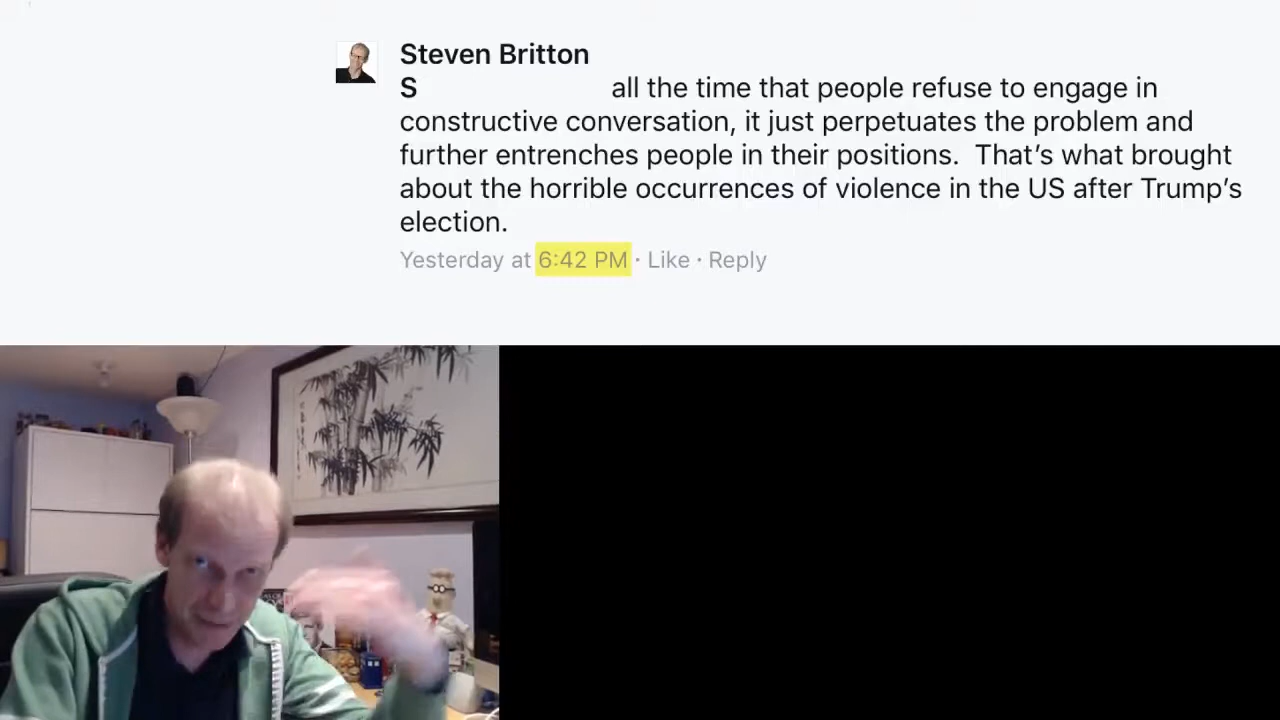 Steven Britton
S all the time that people refuse to engage in
constructive conversation, it just perpetuates the problem and
further entrenches people in their positions.  That’s what brought
about the horrible occurrences of violence in the US after Trump’s
election.
Yesterday at 6:42 PM · Like · Reply